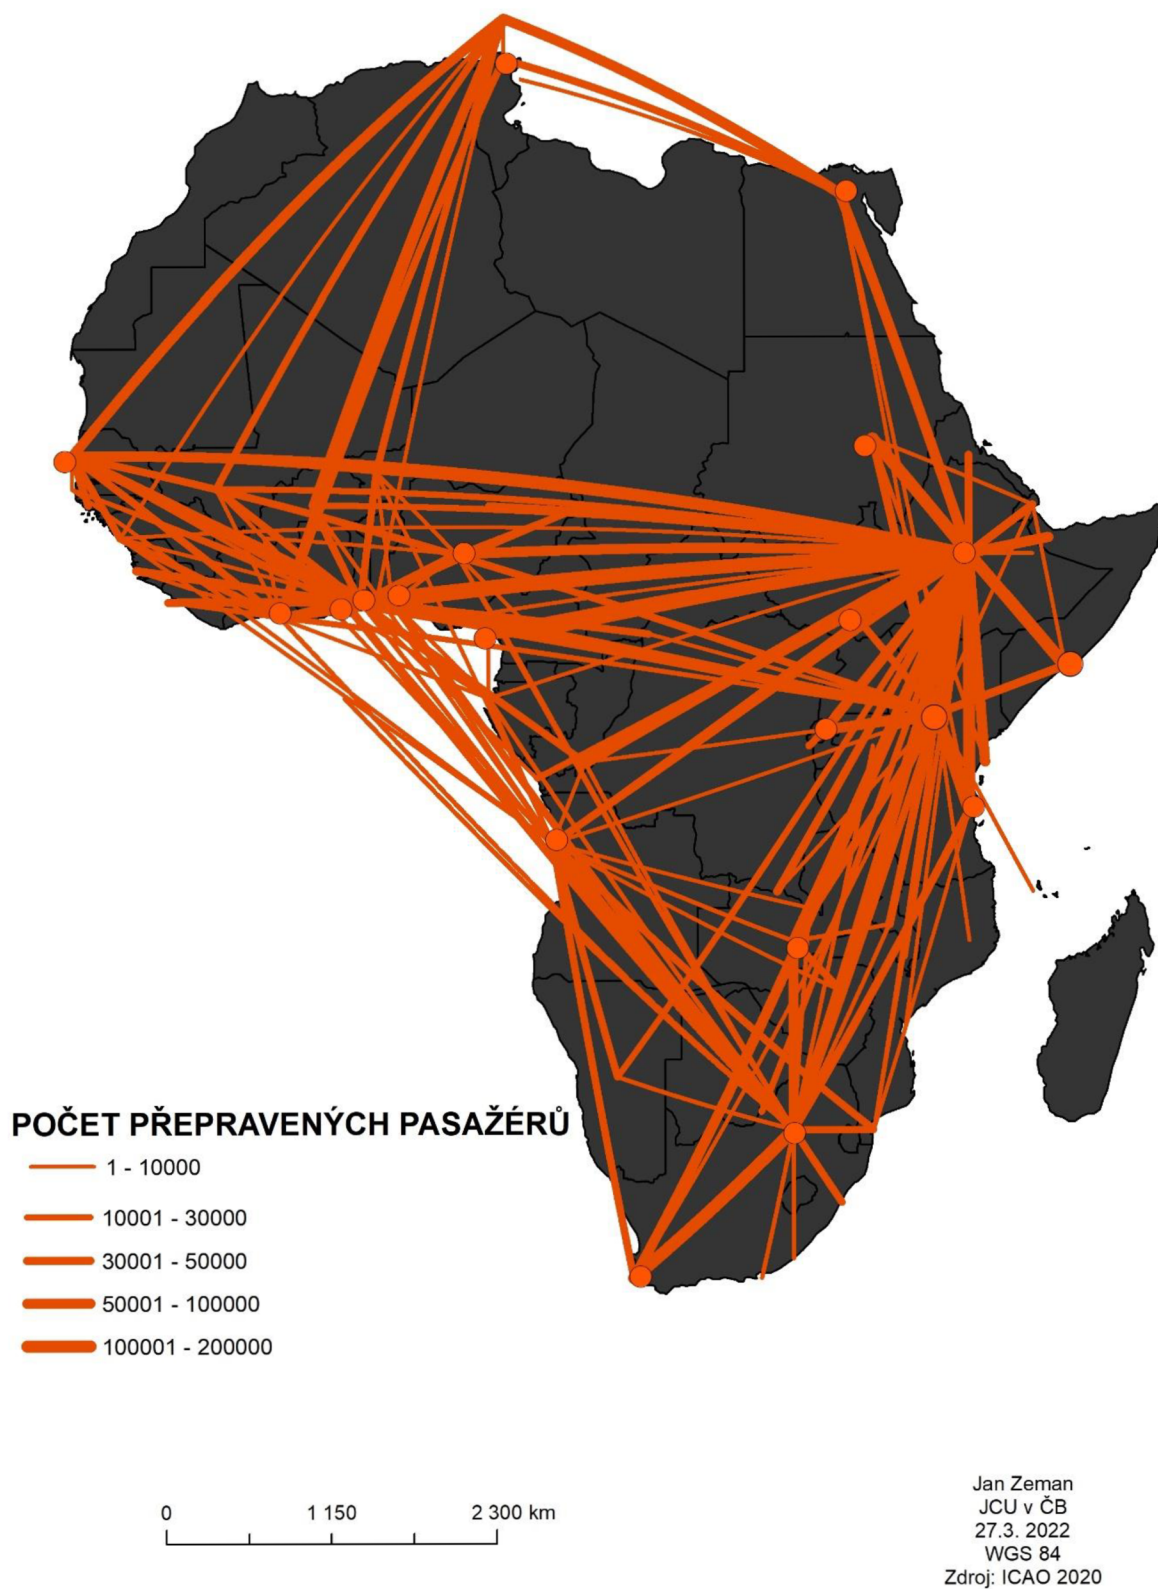 POČET PŘEPRAVENÝCH PASAŽÉRŮ
1 - 10000
10001 - 30000
30001 - 50000
50001 - 100000
100001 - 200000
0 1 150 2 300 km
Jan Zeman
JCU v ČB
27.3. 2022
WGS 84
Zdroj: ICAO 2020